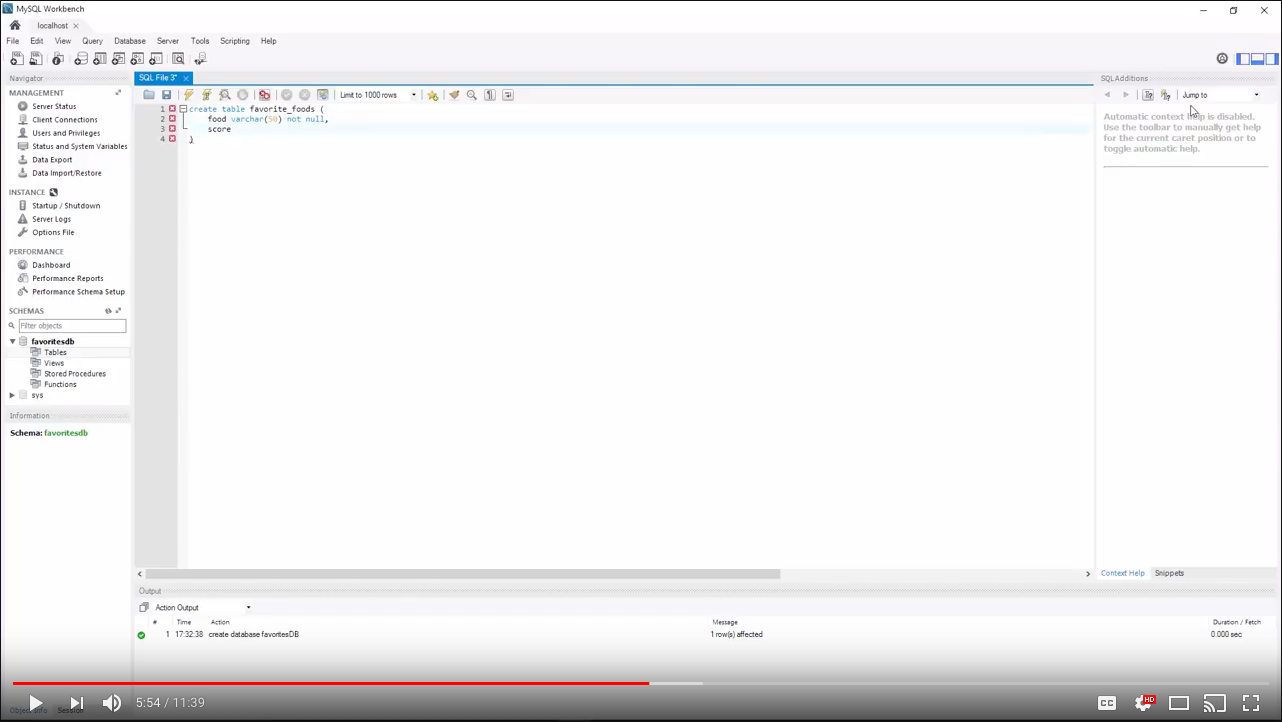 MySQL Workbench
localhost
File Edit View Query Database Server Tools Scripting Help
Navigator
MANAGEMENT
Server Status
Client Connections
Users and Privileges
Status and System Variables
Data Export
Data Import/Restore
INSTANCE
Startup / Shutdown
Server Logs
Options File
PERFORMANCE
Dashboard
Performance Reports
Performance Schema Setup
SCHEMAS
Filter objects
favoritesdb
Tables
Views
Stored Procedures
Functions
sys
Information
Schema: favoritesdb
SQL File 3*
Limit to 1000 rows
1 create table favorite_foods (
2 food varchar(50) not null,
3 score
4 )
SQLAdditions
Jump to
Automatic context help is disabled.
Use the toolbar to manually get help
for the current caret position or to
toggle automatic help.
Context Help Snippets
Output
Action Output
# Time Action Message Duration / Fetch
1 17:32:38 create database favoritesDB 1 row(s) affected 0.000 sec
5:54 / 11:39
CC
HD
Object Info Session